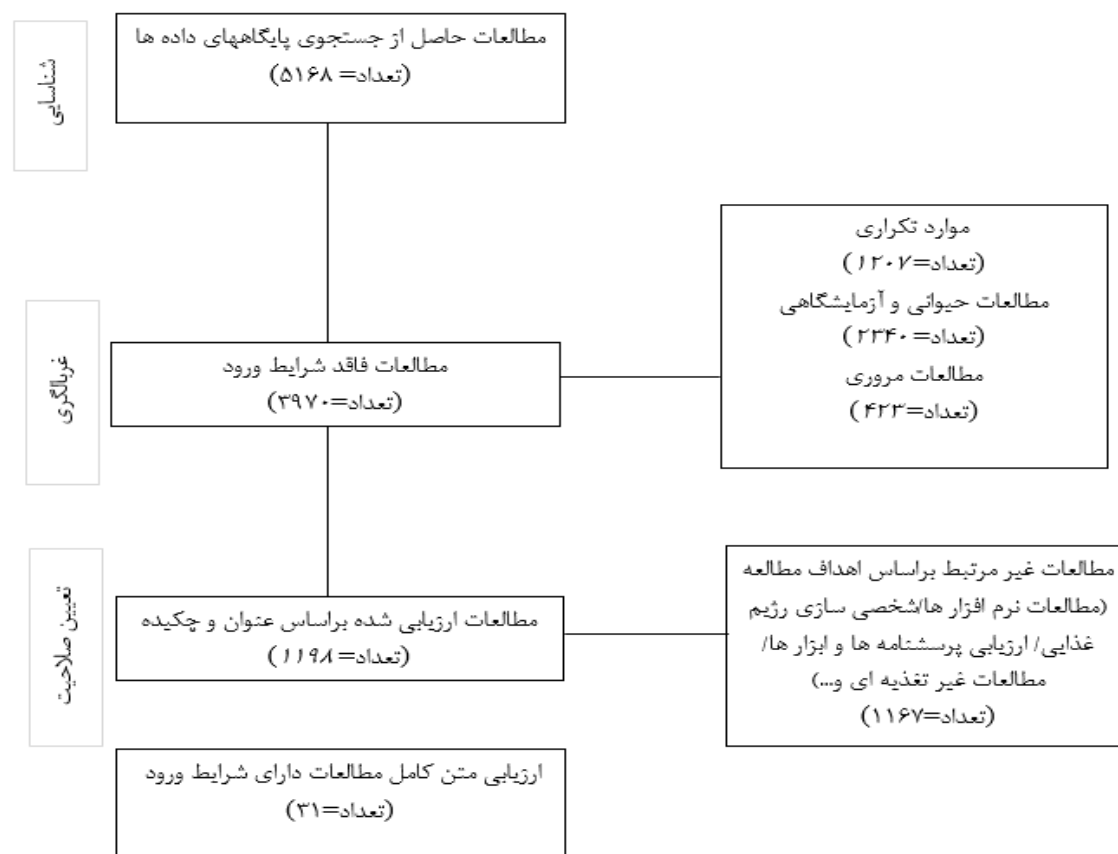 شناسایی
مطالعات حاصل از جستجوی پایگاههای داده ها
(تعداد= ۵۱۶۸)
موارد تکراری
(تعداد=۱۲۰۷)
مطالعات حیوانی و آزمایشگاهی
(تعداد=۲۳۴۰)
مطالعات مروری
(تعداد=۴۲۳)
غربالگری
مطالعات فاقد شرایط ورود
(تعداد=۳۹۷۰)
تعیین صلاحیت
مطالعات ارزیابی شده براساس عنوان و چکیده
(تعداد=۱۱۹۸)
مطالعات غیر مرتبط براساس اهداف مطالعه
(مطالعات نرم افزار ها/شخصی سازی رژیم
غذایی/ ارزیابی پرسشنامه ها و ابزار ها/
مطالعات غیر تغذیه ای و...)
(تعداد=۱۱۶۷)
ارزیابی متن کامل مطالعات دارای شرایط ورود
(تعداد=۳۱)